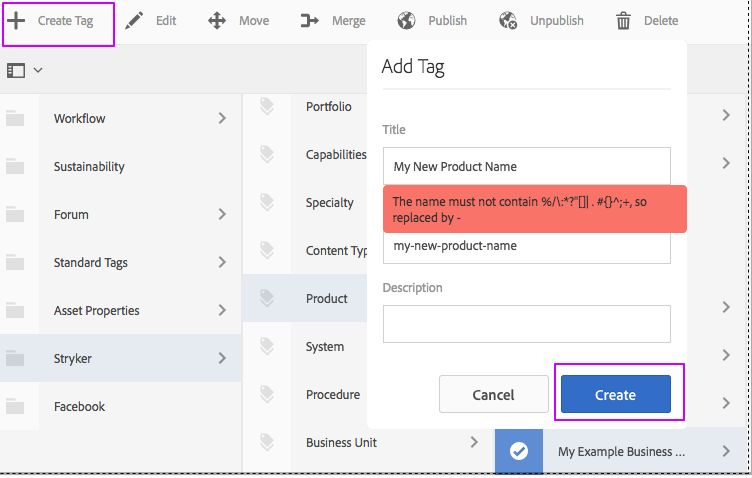 Create Tag
Edit
Move
Merge
Publish
Unpublish
Delete
Workflow
Sustainability
Forum
Standard Tags
Asset Properties
Stryker
Facebook
Portfolio
Capabilities
Specialty
Content Typ
Product
System
Procedure
Business Unit
Add Tag
Title
My New Product Name
The name must not contain %/\:*?"[]| . #{}^;+, so
replaced by -
my-new-product-name
Description
Cancel
Create
My Example Business ...